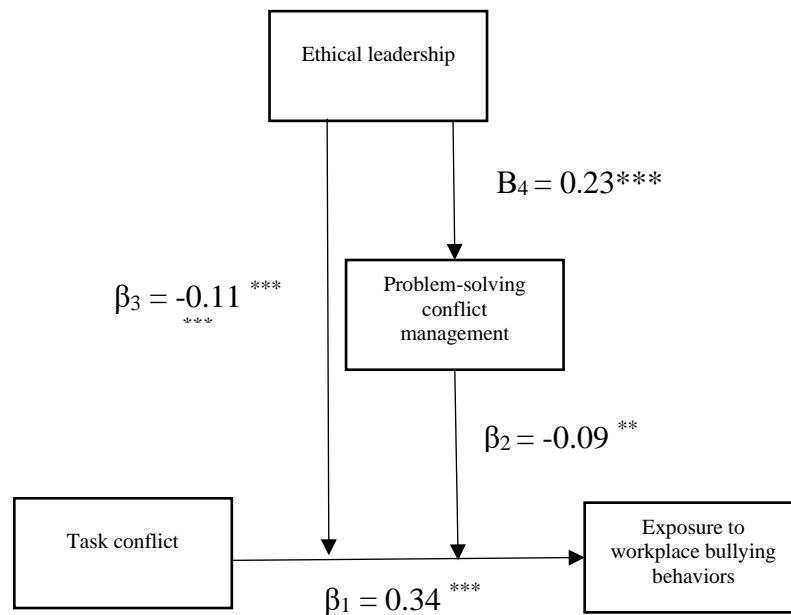 Ethical leadership
B₄ = 0.23***
Problem-solving
conflict
management
β₃ = -0.11 ***
***
β₂ = -0.09 **
Task conflict
Exposure to
workplace bullying
behaviors
β₁ = 0.34 ***